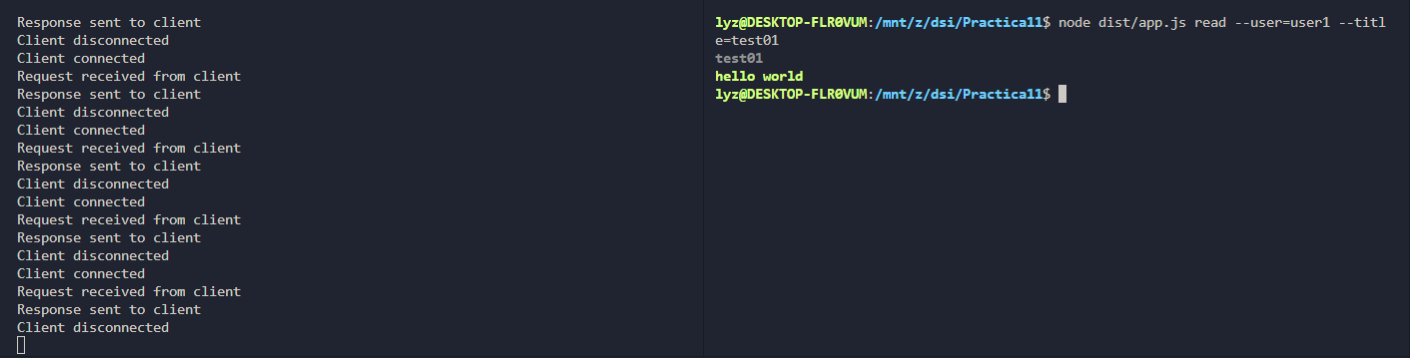 Response sent to client
Client disconnected
Client connected
Request received from client
Response sent to client
Client disconnected
Client connected
Request received from client
Response sent to client
Client disconnected
Client connected
Request received from client
Response sent to client
Client disconnected
Client connected
Request received from client
Response sent to client
Client disconnected
lyz@DESKTOP-FLR0VUM:/mnt/z/dsi/Practica11$ node dist/app.js read --user=user1 --titl
e=test01
test01
hello world
lyz@DESKTOP-FLR0VUM:/mnt/z/dsi/Practica11$